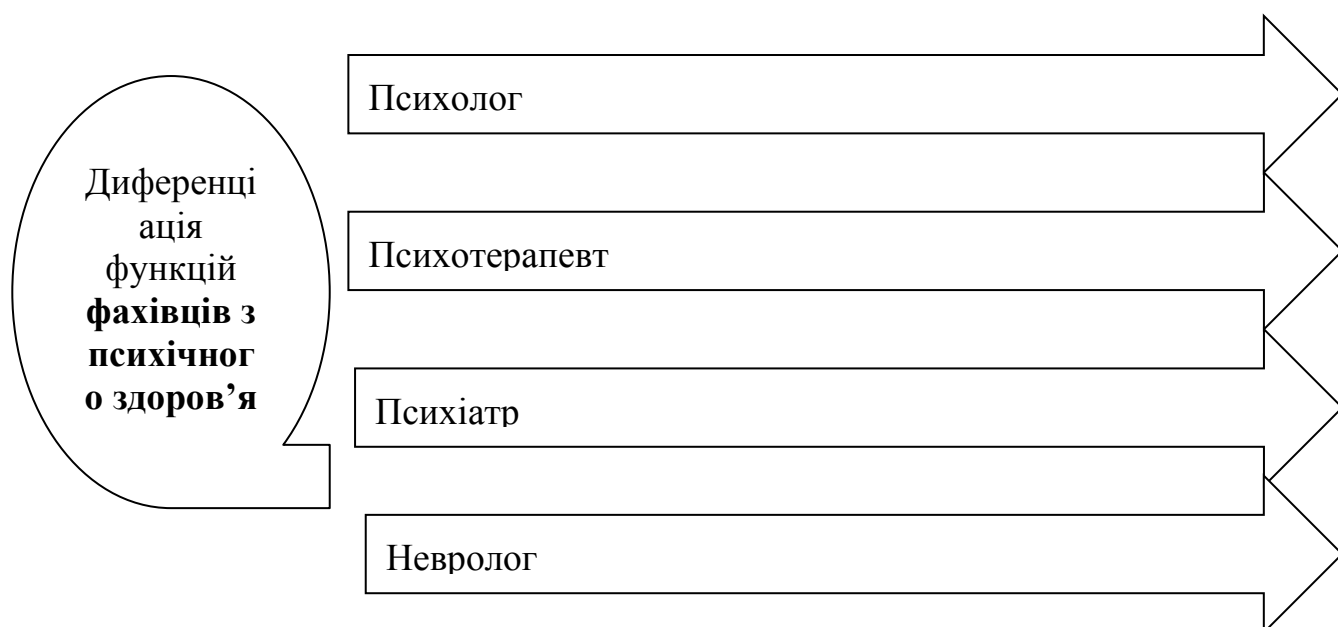 Диференці
ація
функцій
фахівців з
психічног
о здоров’я
Психолог
Психотерапевт
Психіатр
Невролог